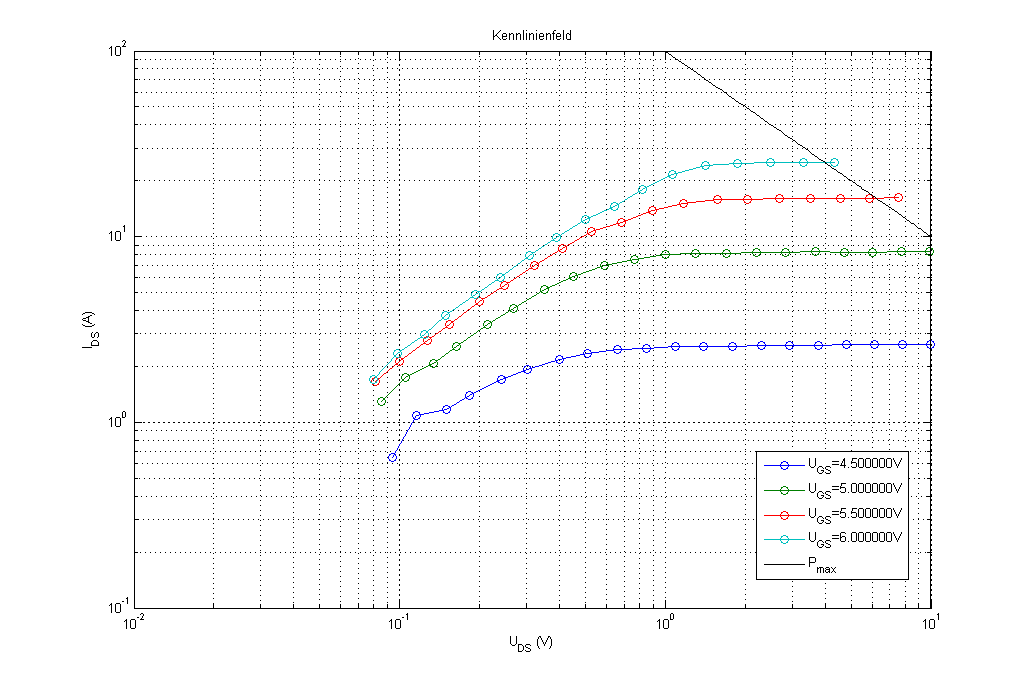 Kennlinienfeld
10^2
10^1
10^0
10^-1
I_DS (A)
10^-2
10^-1
10^0
10^1
U_DS (V)
U_GS=4.500000V
U_GS=5.000000V
U_GS=5.500000V
U_GS=6.000000V
P_max